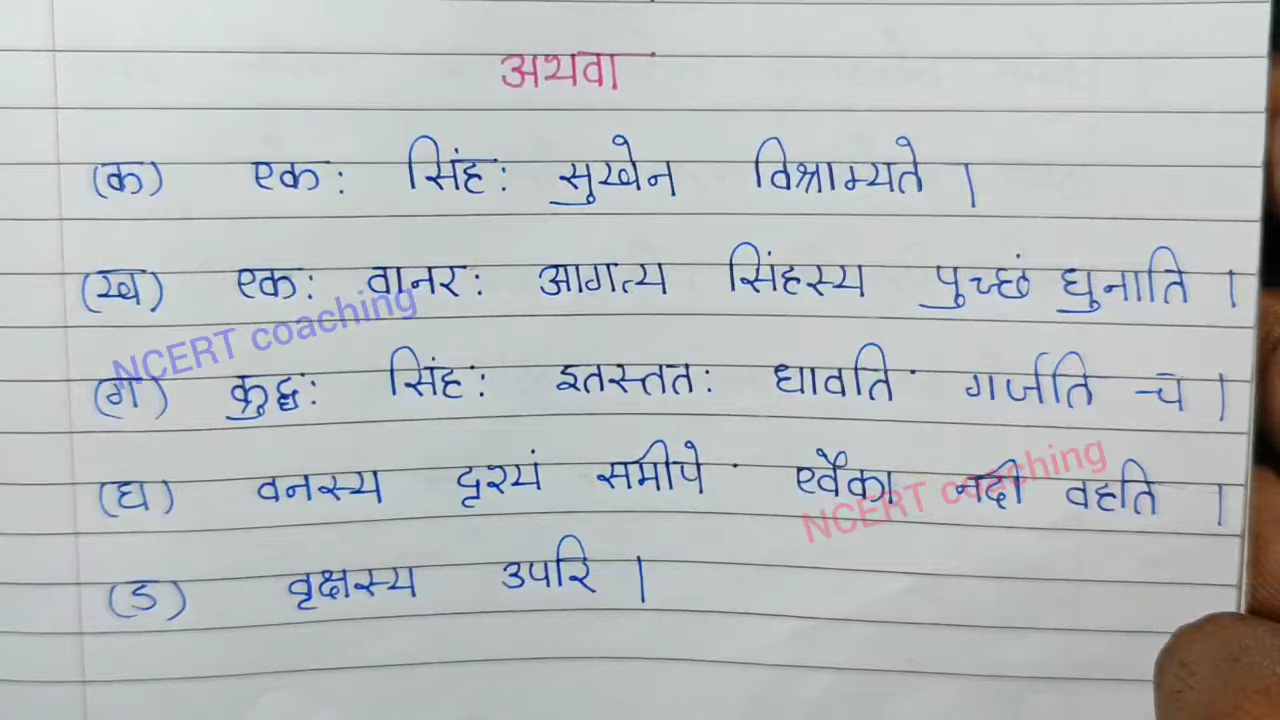 अथवा
(क) एक: सिंह: सुखेन विश्राम्यते ।
(ख) एक: वानर: आगत्य सिंहस्य पुच्छं धुनाति ।
NCERT coaching
(ग) क्रुद्ध: सिंह: इतस्तत: धावति गर्जति च ।
(घ) वनस्य दृश्यं समीपे एवैका नदी वहति ।
NCERT coaching
(ड) वृक्षस्य उपरि ।